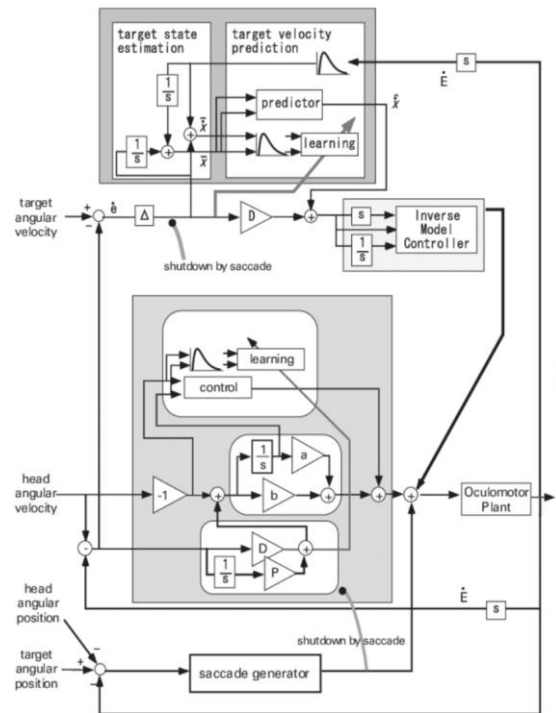 target state
estimation
target velocity
prediction
s
Ė
1
s
predictor
1
s
learning
target
angular
velocity
+
−
ė
Δ
D
s
1
s
Inverse
Model
Controller
shutdown by saccade
learning
control
1
s
a
head
angular
velocity
-1
b
Oculomotor
Plant
D
1
s
P
Ė
s
head
angular
position
−
shutdown by saccade
target
angular
position
+
−
saccade generator